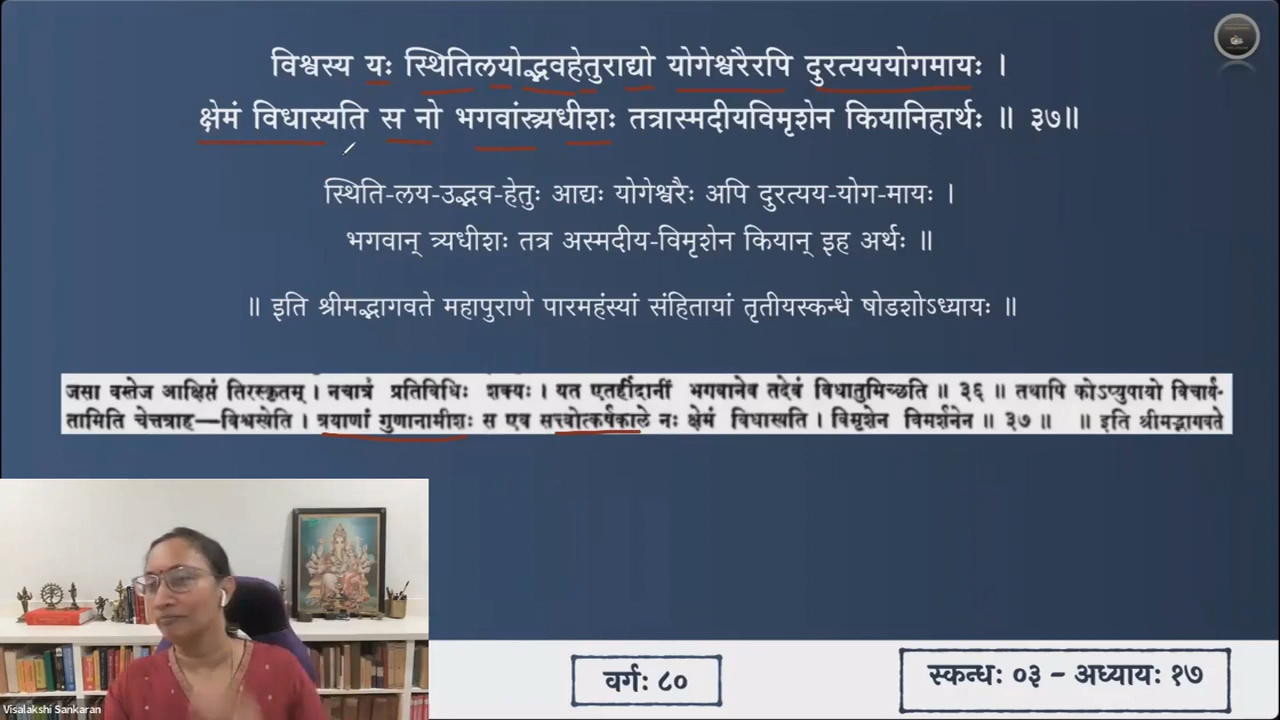 विश्वस्य यः स्थितिलयोद्भवहेतुराद्यो योगेश्वरैरपि दुरत्यययोगमायः ।
क्षेमं विधास्यति स नो भगवांस्त्र्यधीशः तत्रास्मदीयविमृशेन कियानिहार्थः ॥ ३७॥
स्थिति-लय-उद्भव-हेतुः आद्यः योगेश्वरैः अपि दुरत्यय-योग-मायः ।
भगवान् त्र्यधीशः तत्र अस्मदीय-विमृशेन कियान् इह अर्थः ॥
॥ इति श्रीमद्भागवते महापुराणे पारमहंस्यां संहितायां तृतीयस्कन्धे षोडशोऽध्यायः ॥
जसा वस्तेज आक्षिप्तं तिरस्कृतम् । नचात्रं प्रतिविधिः शक्यः । यत एतर्हीदानीं भगवानेव तदेवं विधातुमिच्छति ॥ ३६ ॥ तथापि कोऽप्युपायो विचार्य-
तामिति चेत्तत्राह—विश्वस्येति । त्रयाणां गुणानामीशः स एव सत्त्वोत्कर्षकाले नः क्षेमं विधास्यति । विमृशेन विमर्शनेन ॥ ३७ ॥ ॥ इति श्रीमद्भागवते
Visalakshi Sankaran
वर्गः ८०
स्कन्धः ०३ – अध्यायः १७